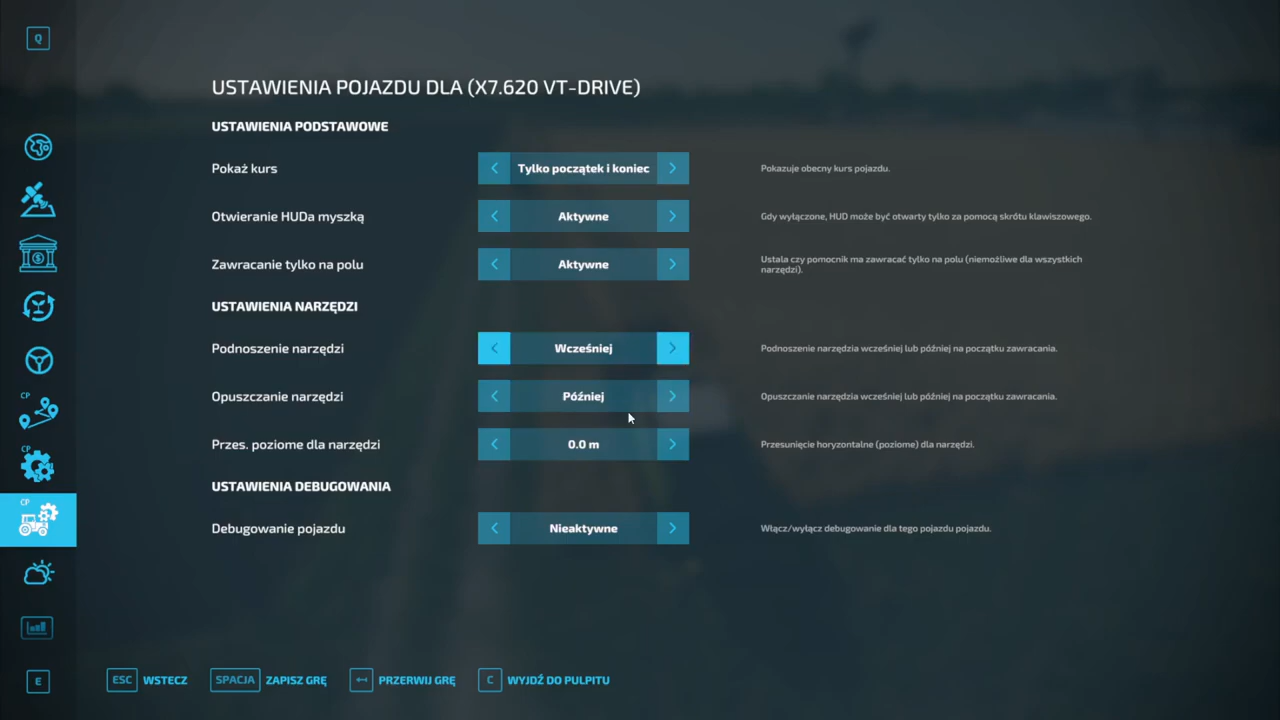 Q
USTAWIENIA POJAZDU DLA (X7.620 VT-DRIVE)
USTAWIENIA PODSTAWOWE
Pokaż kurs
Tylko początek i koniec
Pokazuje obecny kurs pojazdu.
Otwieranie HUDa myszką
Aktywne
Gdy wyłączone, HUD może być otwarty tylko za pomocą skrótu klawiszowego.
Zawracanie tylko na polu
Aktywne
Ustala czy pomocnik ma zawracać tylko na polu (niemożliwe dla wszystkich
narzędzi).
USTAWIENIA NARZĘDZI
Podnoszenie narzędzi
Wcześniej
Podnoszenie narzędzia wcześniej lub później na początku zawracania.
Opuszczanie narzędzi
Później
Opuszczanie narzędzia wcześniej lub później na początku zawracania.
CP
Przes. poziome dla narzędzi
0.0 m
Przesunięcie horyzontalne (poziome) dla narzędzi.
CP
USTAWIENIA DEBUGOWANIA
CP
Debugowanie pojazdu
Nieaktywne
Włącz/wyłącz debugowanie dla tego pojazdu pojazdu.
E
ESC WSTECZ
SPACJA ZAPISZ GRĘ
PRZERWIJ GRĘ
C WYJDŹ DO PULPITU